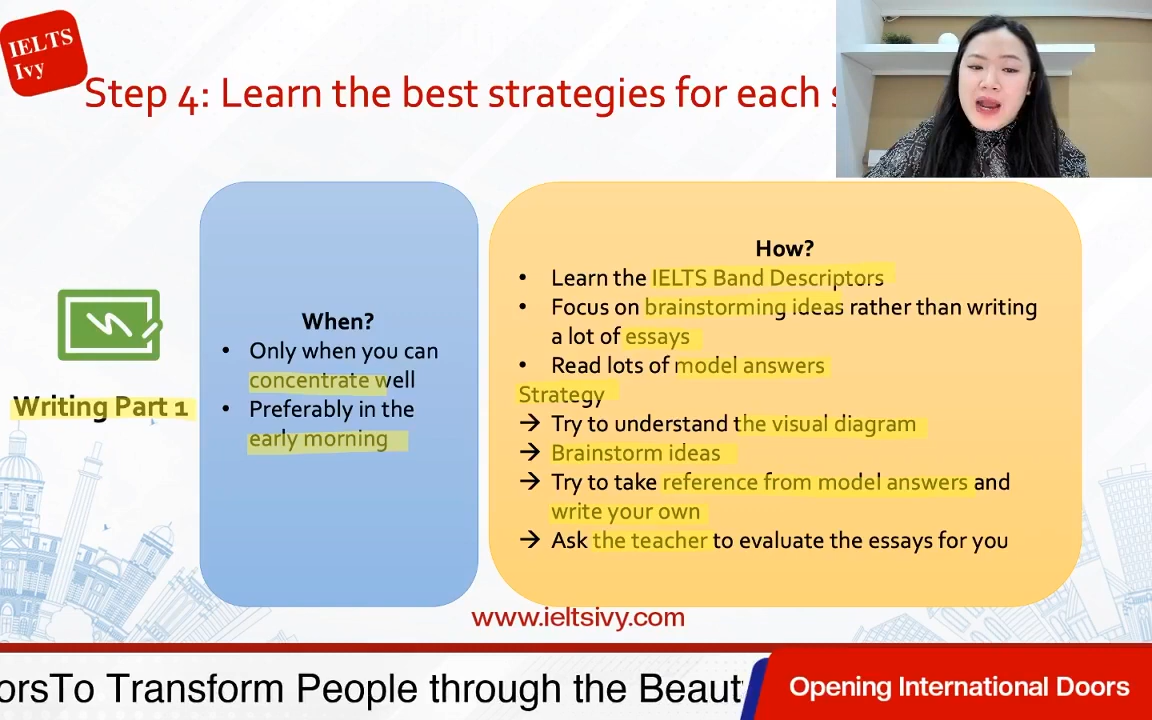 IELTS
Ivy
Step 4: Learn the best strategies for each
Writing Part 1
When?
• Only when you can
concentrate well
• Preferably in the
early morning
How?
• Learn the IELTS Band Descriptors
• Focus on brainstorming ideas rather than writing
a lot of essays
• Read lots of model answers
Strategy
→ Try to understand the visual diagram
→ Brainstorm ideas
→ Try to take reference from model answers and
write your own
→ Ask the teacher to evaluate the essays for you
www.ieltsivy.com
orsTo Transform People through the Beaut
Opening International Doors